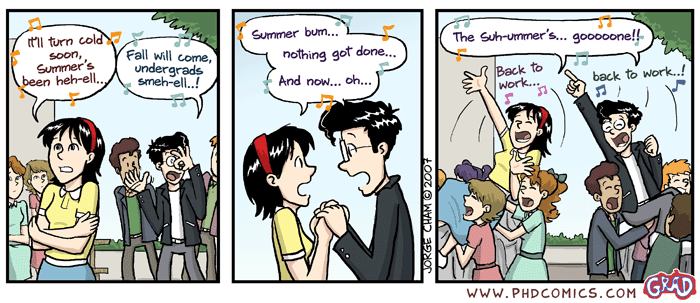 It'll turn cold
soon,
Summer's
been heh-ell...
Fall will come,
undergrads
smeh-ell..!
Summer bum...
nothing got done...
And now... oh...
JORGE CHAM © 2007
The Suh-ummer's... gooooone!!
Back to
work...
back to work..!
WWW.PHDCOMICS.COM
GRAD